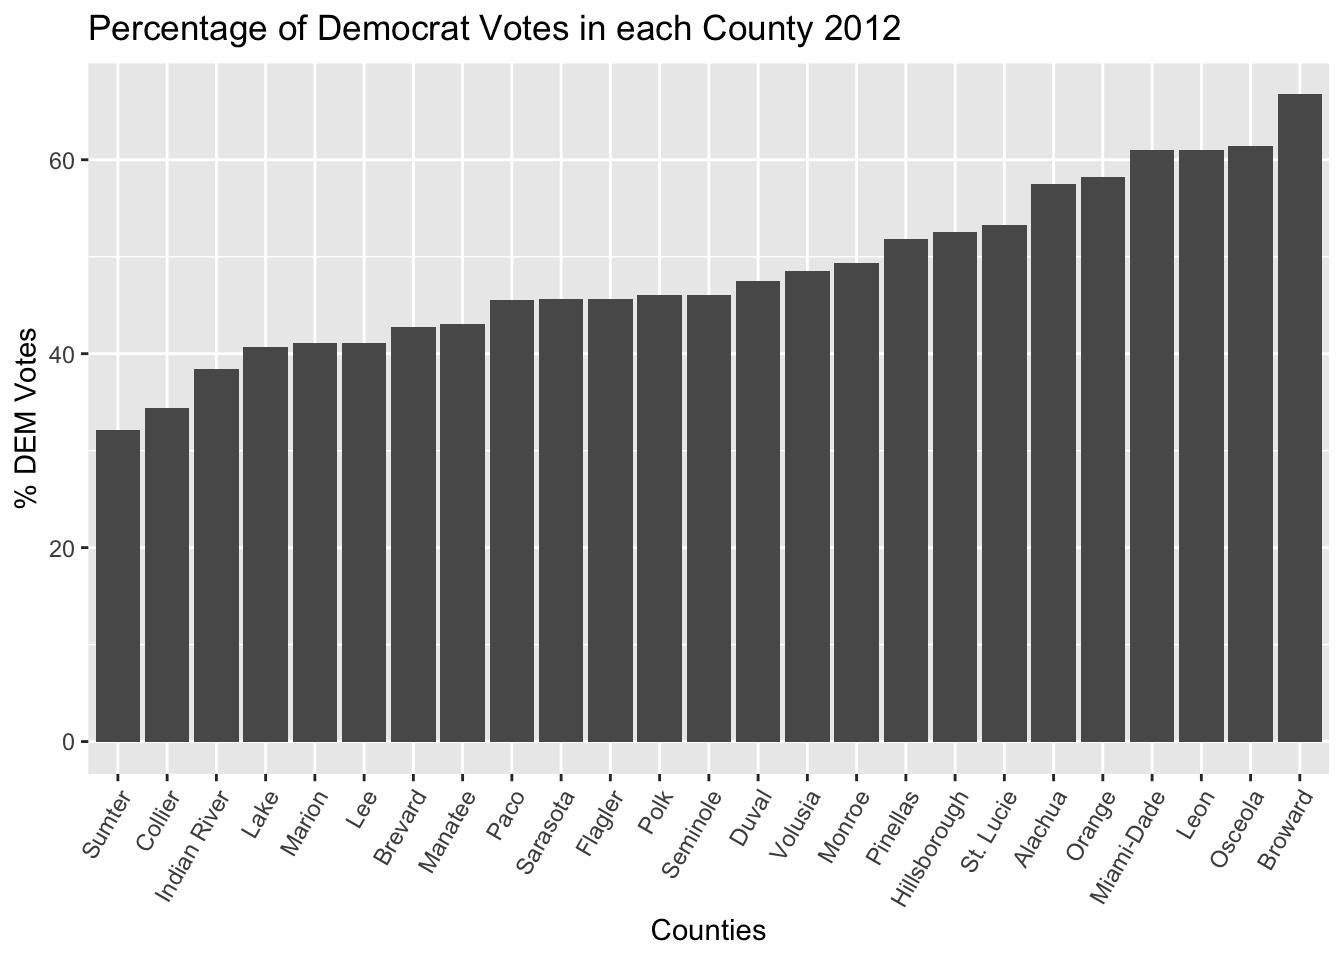 Percentage of Democrat Votes in each County 2012
% DEM Votes
60
40
20
0
Sumter
Collier
Indian River
Lake
Marion
Lee
Brevard
Manatee
Paco
Sarasota
Flagler
Polk
Seminole
Duval
Volusia
Monroe
Pinellas
Hillsborough
St. Lucie
Alachua
Orange
Miami-Dade
Leon
Osceola
Broward
Counties